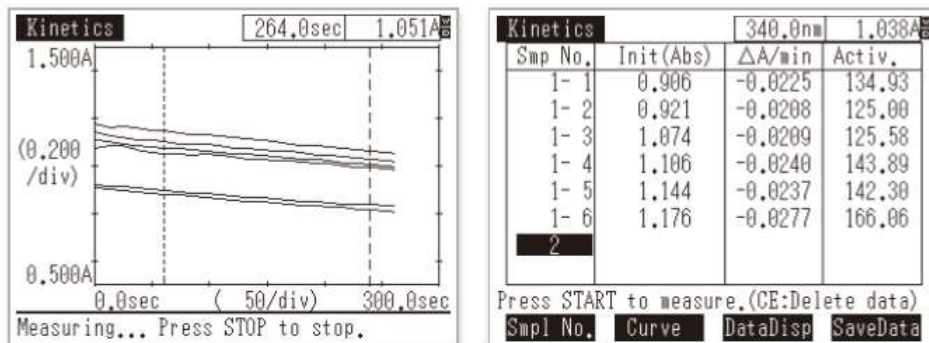 Kinetics 264.0sec 1.051A
1.500A
(0.200
/div)
0.500A
0.0sec ( 50/div) 300.0sec
Measuring... Press STOP to stop.
Kinetics 340.0nm 1.038A
Smp No. Init(Abs) ΔA/min Activ.
1- 1 0.906 -0.0225 134.93
1- 2 0.921 -0.0208 125.00
1- 3 1.074 -0.0209 125.58
1- 4 1.106 -0.0240 143.89
1- 5 1.144 -0.0237 142.30
1- 6 1.176 -0.0277 166.06
2
Press START to measure.(CE:Delete data)
Smpl No. Curve DataDisp SaveData